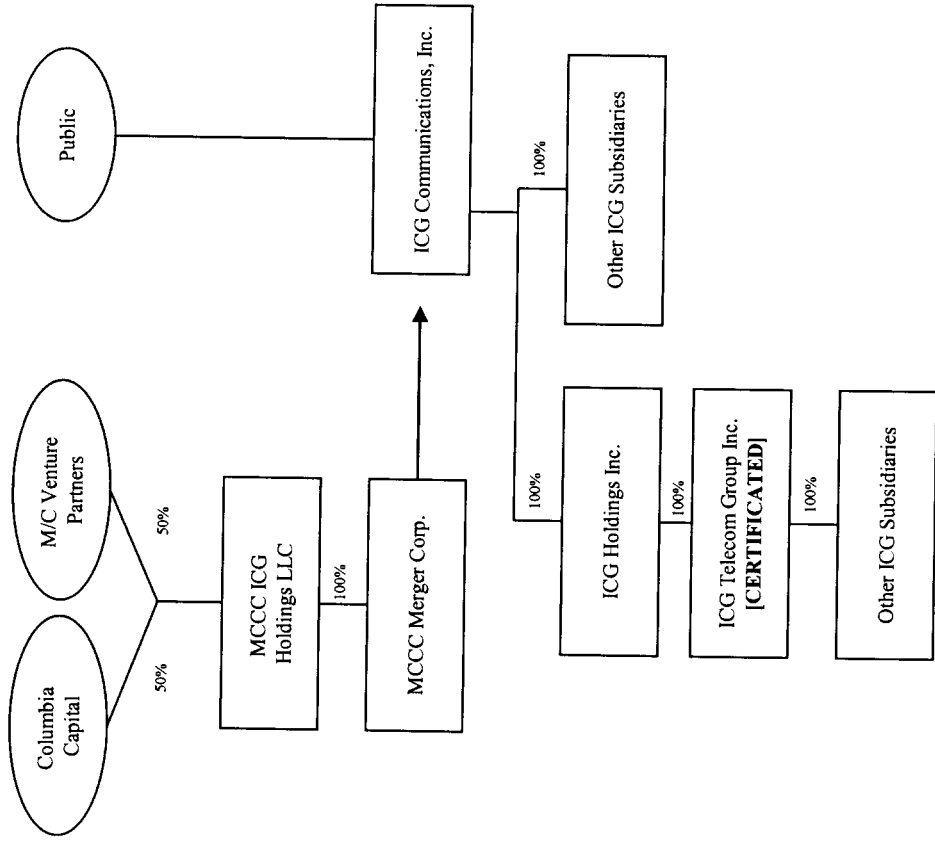 Columbia
Capital
M/C Venture
Partners
Public
50%
50%
MCCC ICG
Holdings LLC
100%
MCCC Merger Corp.
ICG Communications, Inc.
100%
100%
ICG Holdings Inc.
Other ICG Subsidiaries
100%
ICG Telecom Group Inc.
[CERTIFICATED]
100%
Other ICG Subsidiaries